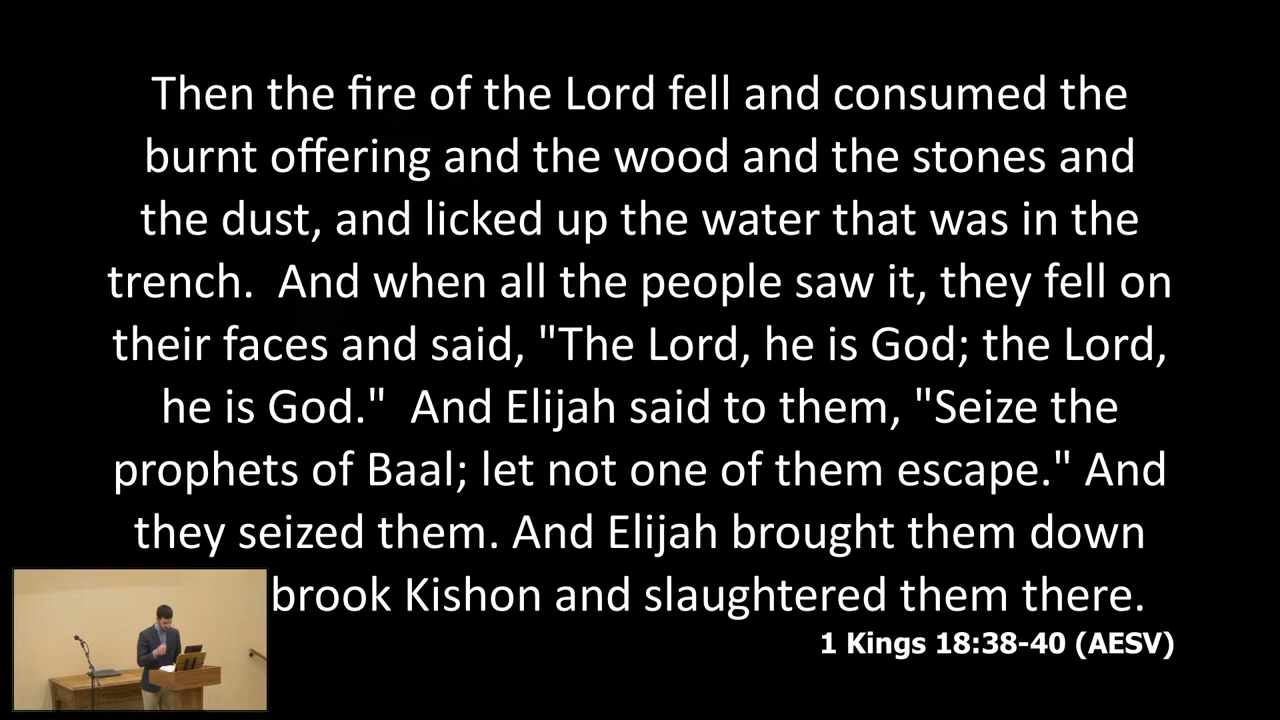 Then the fire of the Lord fell and consumed the
burnt offering and the wood and the stones and
the dust, and licked up the water that was in the
trench.  And when all the people saw it, they fell on
their faces and said, "The Lord, he is God; the Lord,
he is God."  And Elijah said to them, "Seize the
prophets of Baal; let not one of them escape." And
they seized them. And Elijah brought them down
brook Kishon and slaughtered them there.
1 Kings 18:38-40 (AESV)